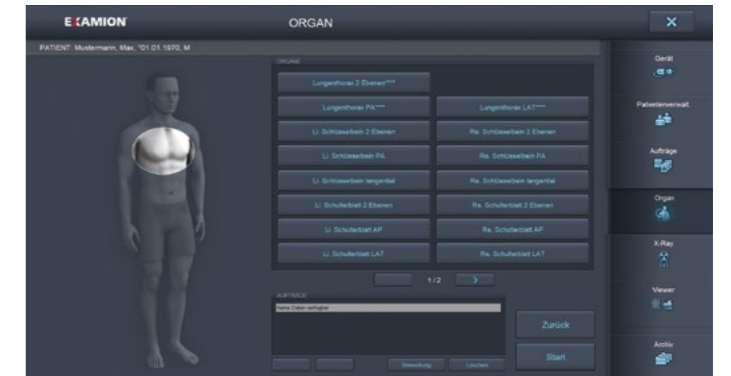 EXAMION
ORGAN
PATIENT: Mustermann, Max, *01.01.1970, M
ORGANE
Lungenthorax 2 Ebenen****
Lungenthorax PA****
Lungenthorax LAT****
Li. Schlüsselbein 2 Ebenen
Re. Schlüsselbein 2 Ebenen
Li. Schlüsselbein PA
Re. Schlüsselbein PA
Li. Schlüsselbein tangential
Re. Schlüsselbein tangential
Li. Schulterblatt 2 Ebenen
Re. Schulterblatt 2 Ebenen
Li. Schulterblatt AP
Re. Schulterblatt AP
Li. Schulterblatt LAT
Re. Schulterblatt LAT
1/2
AUFTRÄGE
Keine Daten verfügbar
Bemerkung
Löschen
Zurück
Start
Gerät
Patientenverwalt.
Aufträge
Organ
X-Ray
Viewer
Archiv